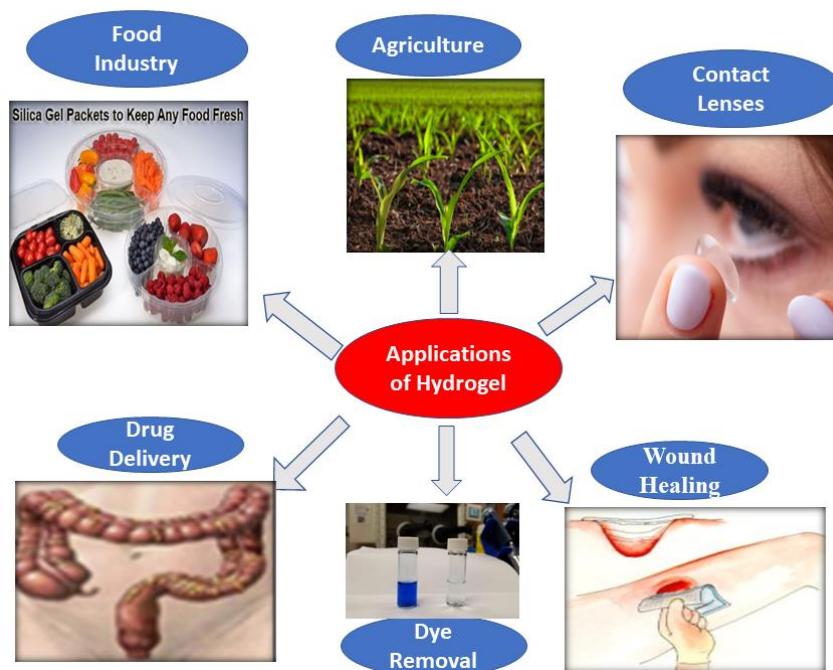 Food
Industry
Agriculture
Contact
Lenses
Silica Gel Packets to Keep Any Food Fresh
Applications
of Hydrogel
Drug
Delivery
Wound
Healing
Dye
Removal